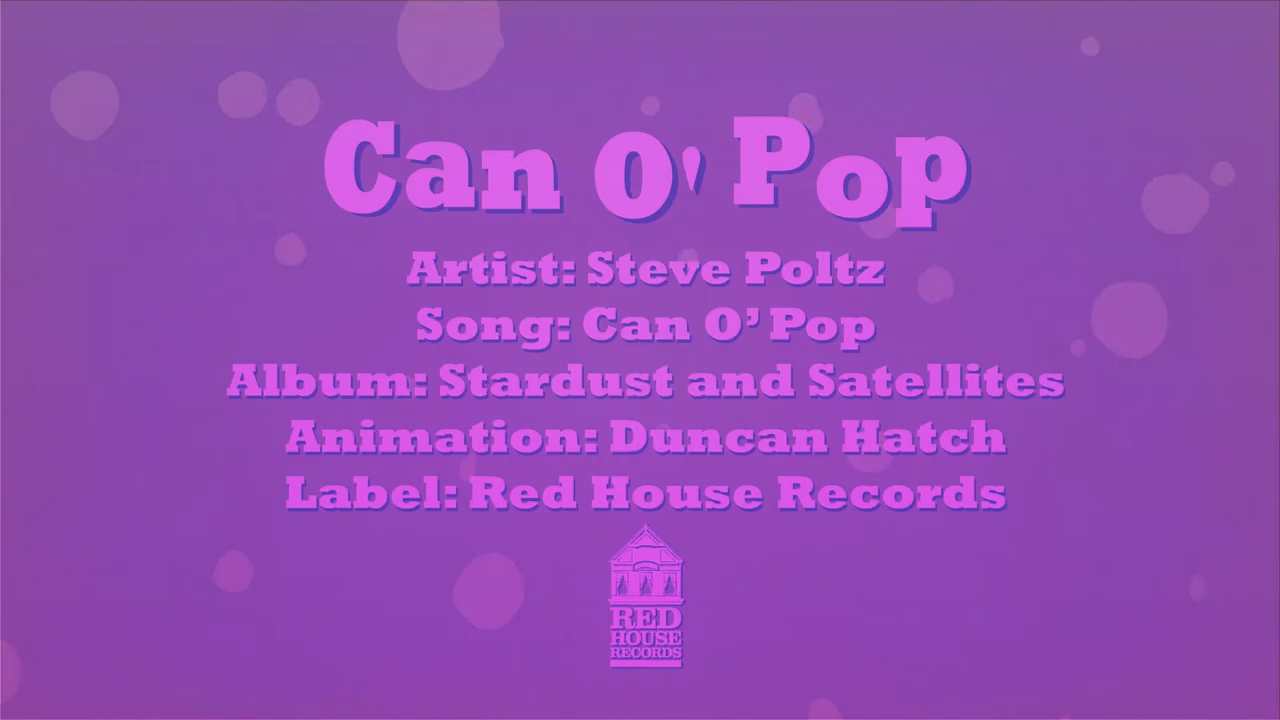 Can O' Pop
Artist: Steve Poltz
Song: Can O’ Pop
Album: Stardust and Satellites
Animation: Duncan Hatch
Label: Red House Records
RED
HOUSE
RECORDS